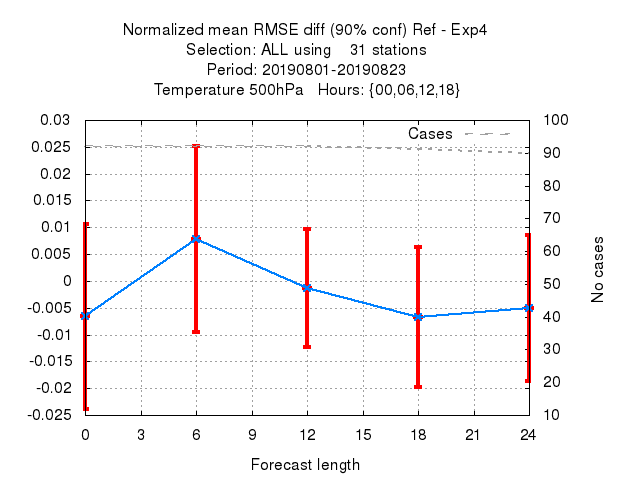 Normalized mean RMSE diff (90% conf) Ref - Exp4
Selection: ALL using    31 stations
Period: 20190801-20190823
Temperature 500hPa   Hours: {00,06,12,18}
Cases
0.03
0.025
0.02
0.015
0.01
0.005
0
-0.005
-0.01
-0.015
-0.02
-0.025
100
90
80
70
60
50
40
30
20
10
No cases
0 3 6 9 12 15 18 21 24
Forecast length